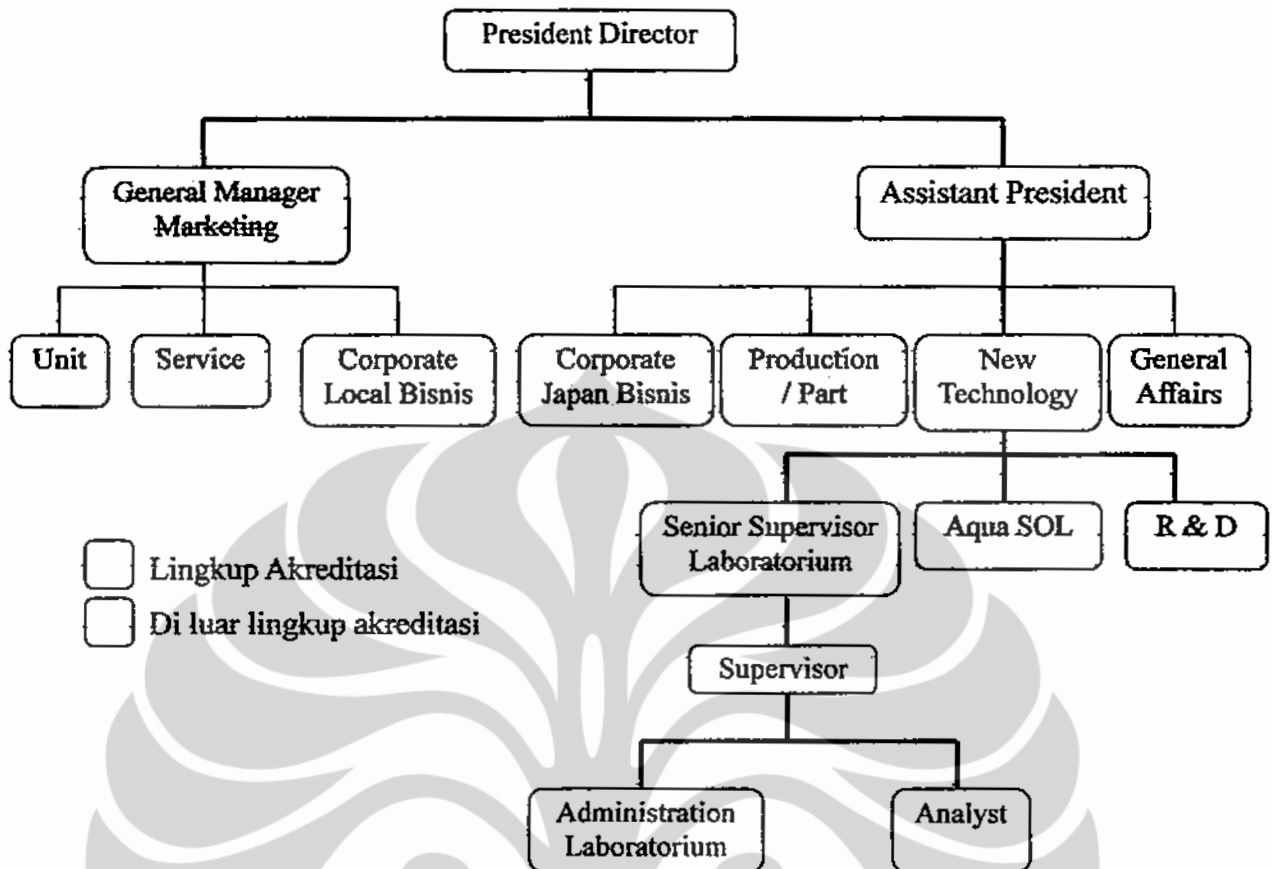 President Director
General Manager
Marketing
Assistant President
Unit
Service
Corporate
Local Bisnis
Corporate
Japan Bisnis
Production
/ Part
New
Technology
General
Affairs
Senior Supervisor
Laboratorium
Aqua SOL
R & D
Lingkup Akreditasi
Di luar lingkup akreditasi
Supervisor
Administration
Laboratorium
Analyst